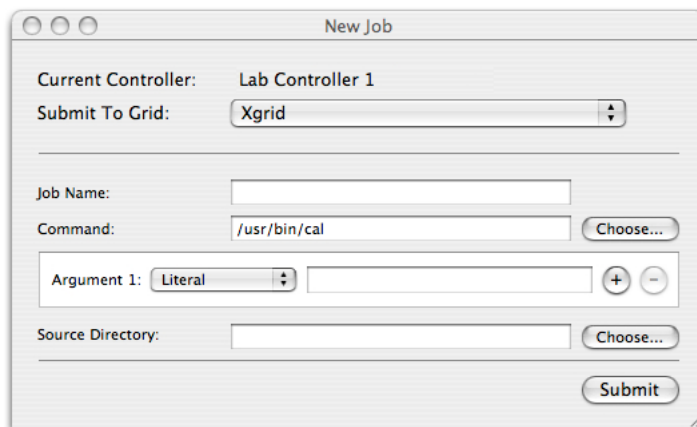 New Job
Current Controller: Lab Controller 1
Submit To Grid: Xgrid
Job Name:
Command: /usr/bin/cal Choose...
Argument 1: Literal + −
Source Directory: Choose...
Submit